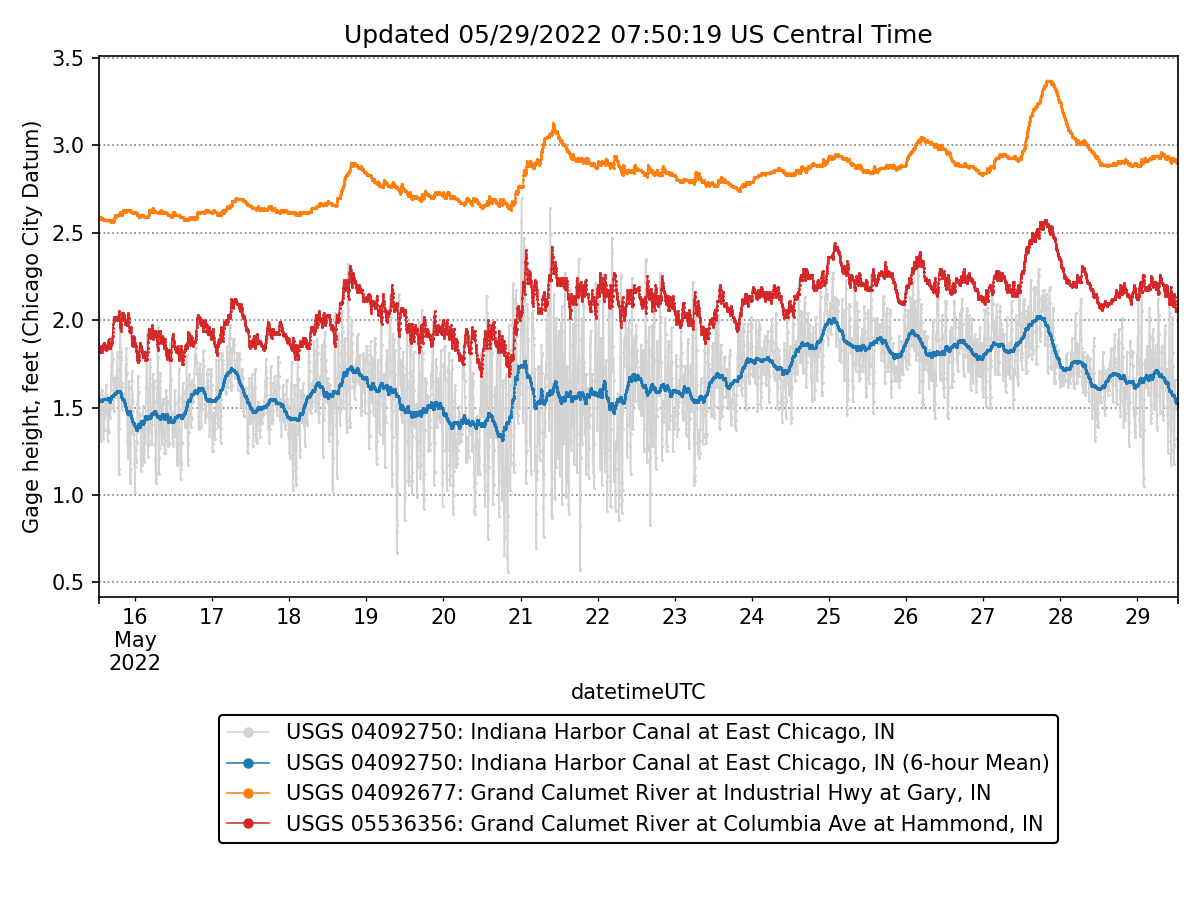 Updated 05/29/2022 07:50:19 US Central Time
Gage height, feet (Chicago City Datum)
3.5
3.0
2.5
2.0
1.5
1.0
0.5
16 17 18 19 20 21 22 23 24 25 26 27 28 29
May
2022
datetimeUTC
USGS 04092750: Indiana Harbor Canal at East Chicago, IN
USGS 04092750: Indiana Harbor Canal at East Chicago, IN (6-hour Mean)
USGS 04092677: Grand Calumet River at Industrial Hwy at Gary, IN
USGS 05536356: Grand Calumet River at Columbia Ave at Hammond, IN